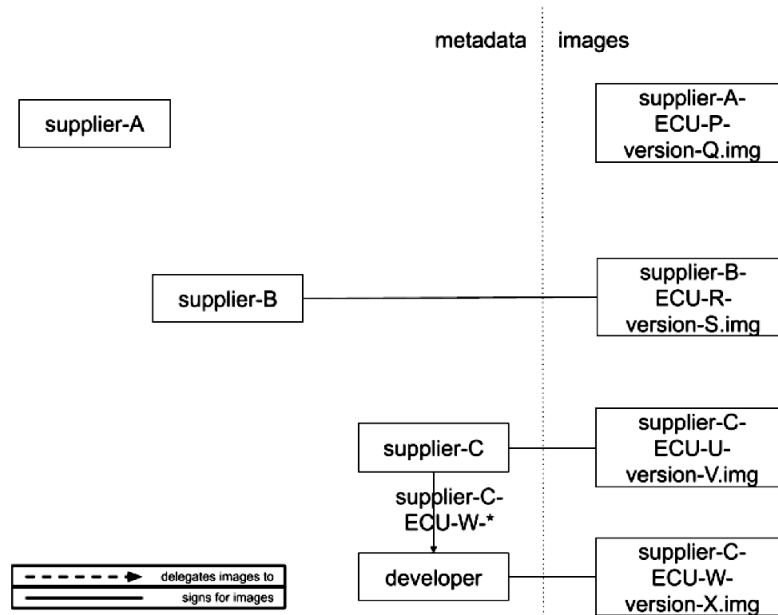 metadata
images
supplier-A
supplier-A-
ECU-P-
version-Q.img
supplier-B
supplier-B-
ECU-R-
version-S.img
supplier-C
supplier-C-
ECU-U-
version-V.img
supplier-C-
ECU-W-*
developer
supplier-C-
ECU-W-
version-X.img
delegates images to
signs for images